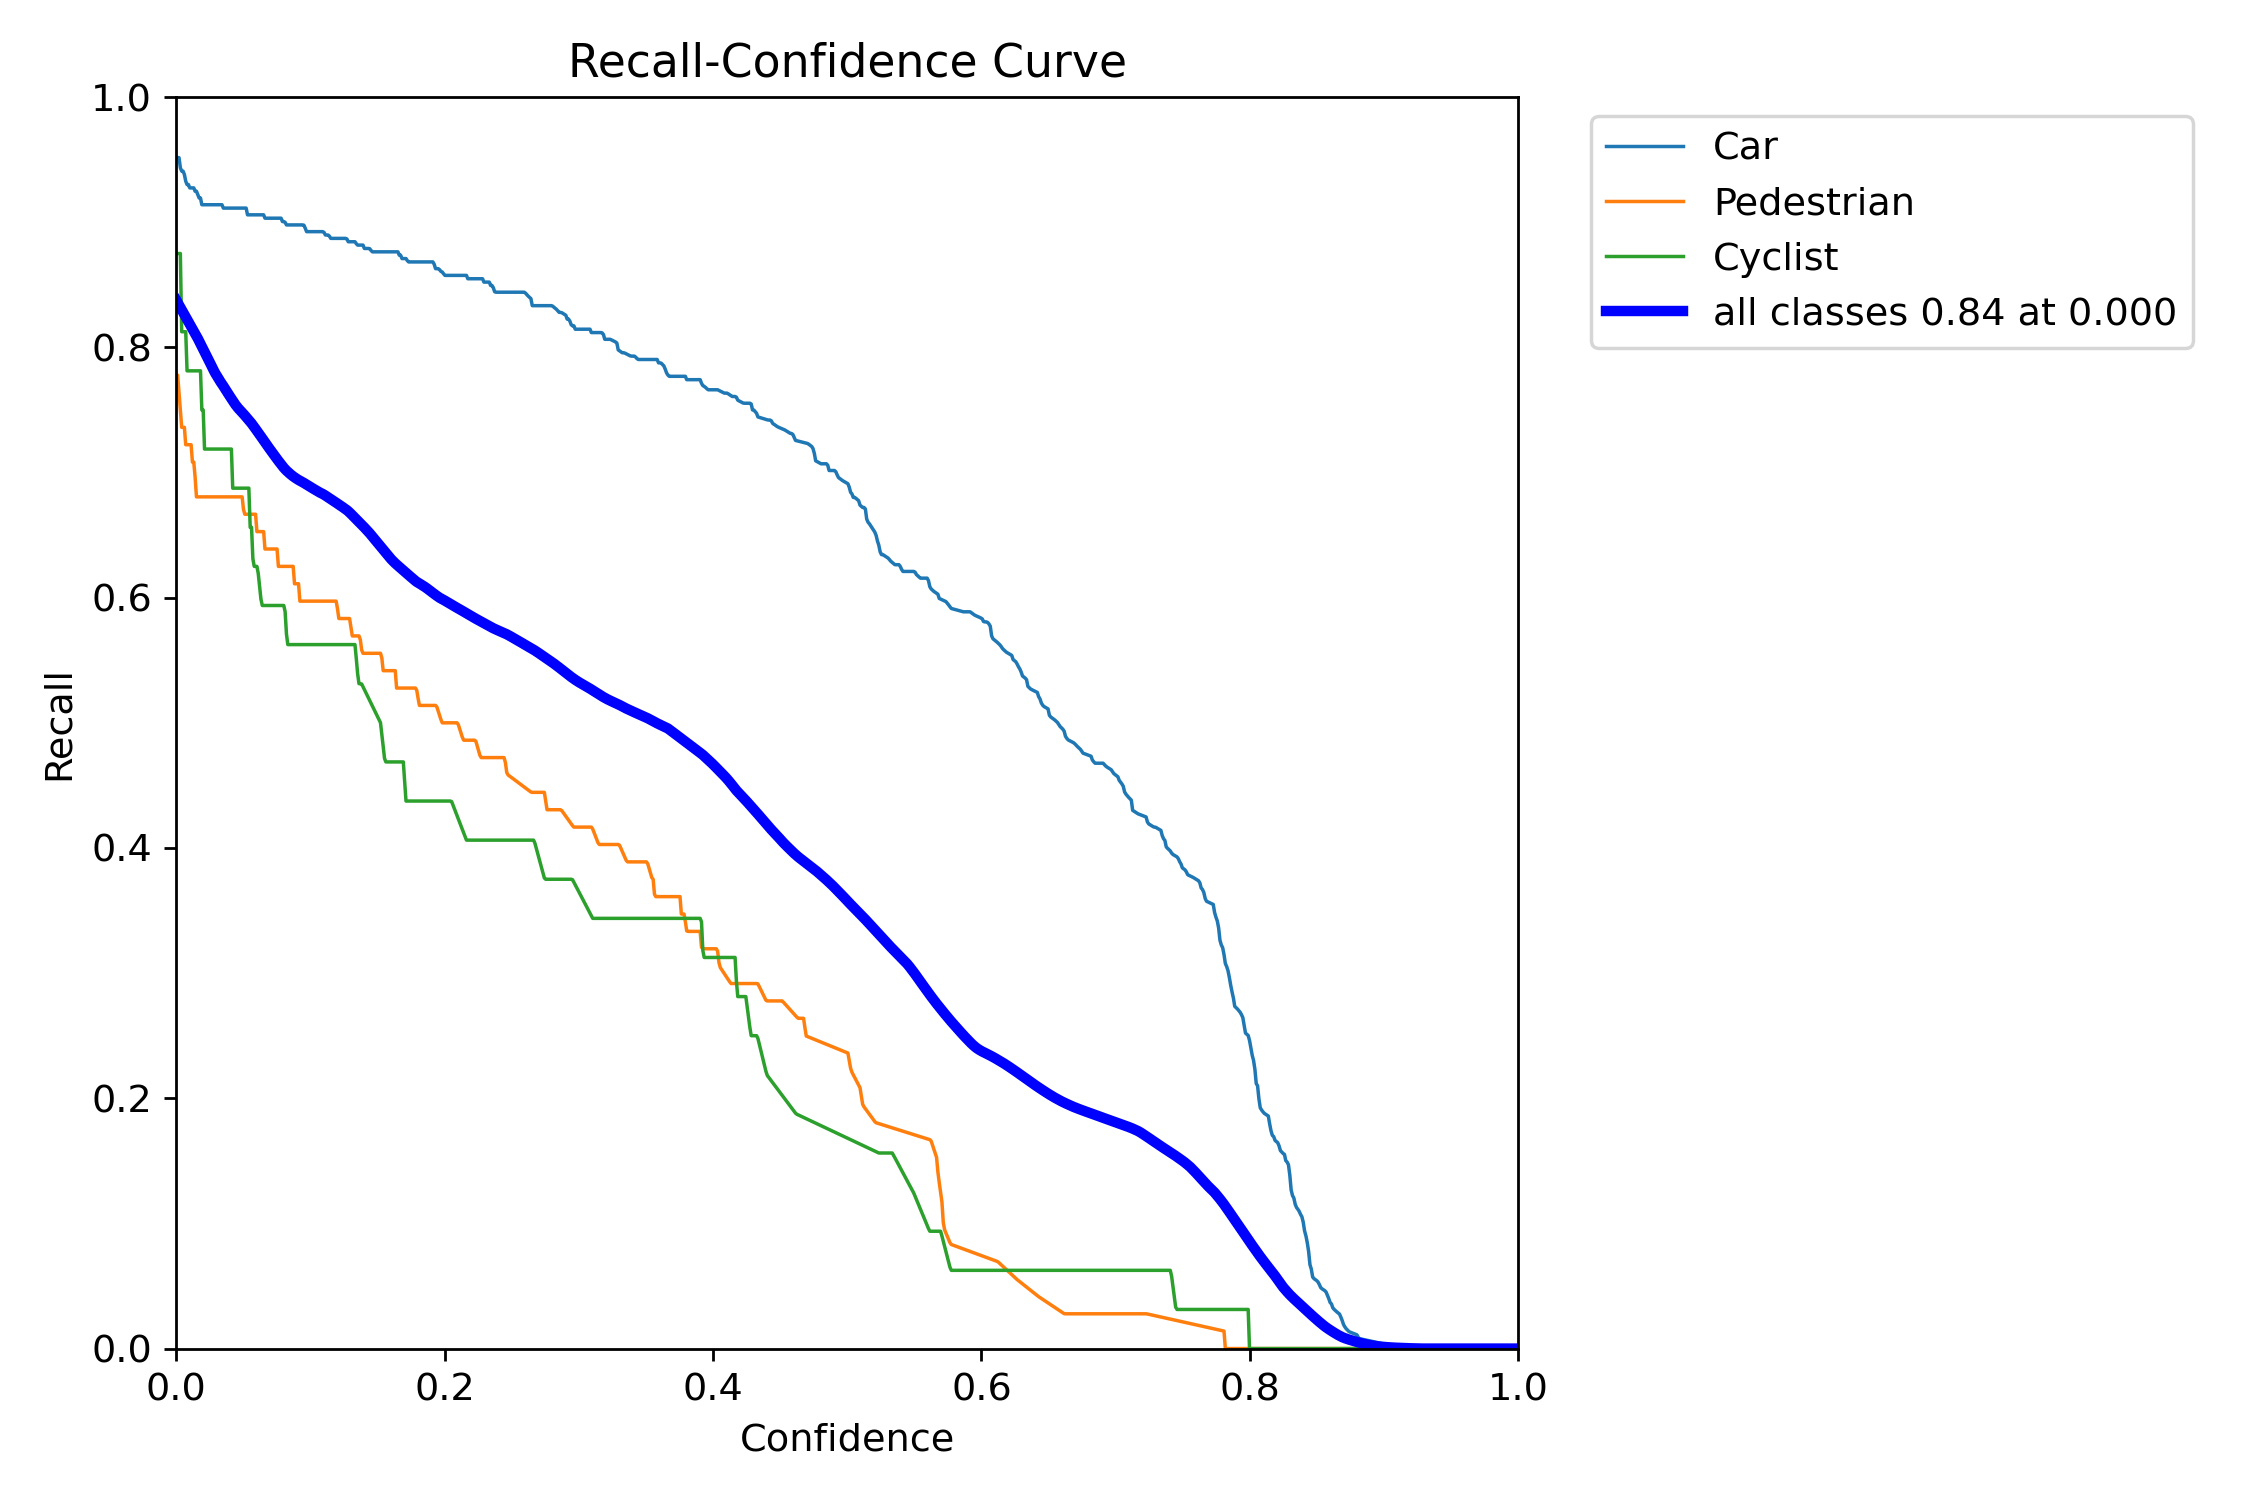 Recall-Confidence Curve
1.0
0.8
0.6
0.4
0.2
0.0
Recall
0.0 0.2 0.4 0.6 0.8 1.0
Confidence
Car
Pedestrian
Cyclist
all classes 0.84 at 0.000